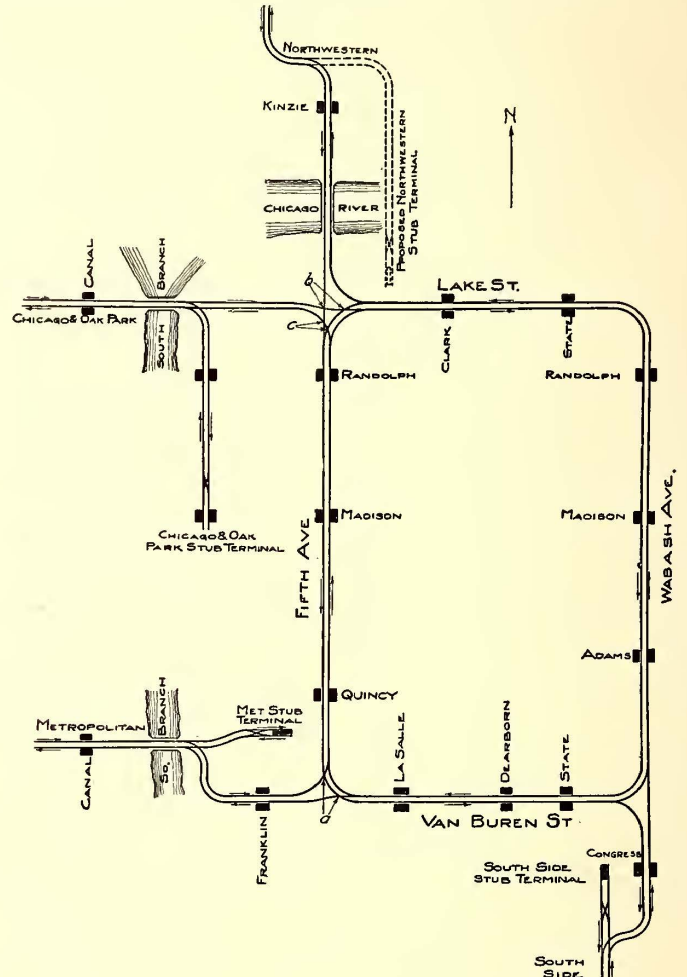 NORTHWESTERN
KINZIE
N
CHICAGO RIVER
PROPOSED NORTHWESTERN
STUB TERMINAL
CANAL
BRANCH
SOUTH
CHICAGO & OAK PARK
b
c
LAKE ST.
CLARK
STATE
RANDOLPH
RANDOLPH
CHICAGO & OAK
PARK STUB TERMINAL
MADISON
MADISON
FIFTH AVE
WABASH AVE.
ADAMS
QUINCY
METROPOLITAN
CANAL
BRANCH
SO.
MET STUB
TERMINAL
FRANKLIN
a
LA SALLE
DEARBORN
STATE
VAN BUREN ST
CONGRESS
SOUTH SIDE
STUB TERMINAL
SOUTH
SIDE